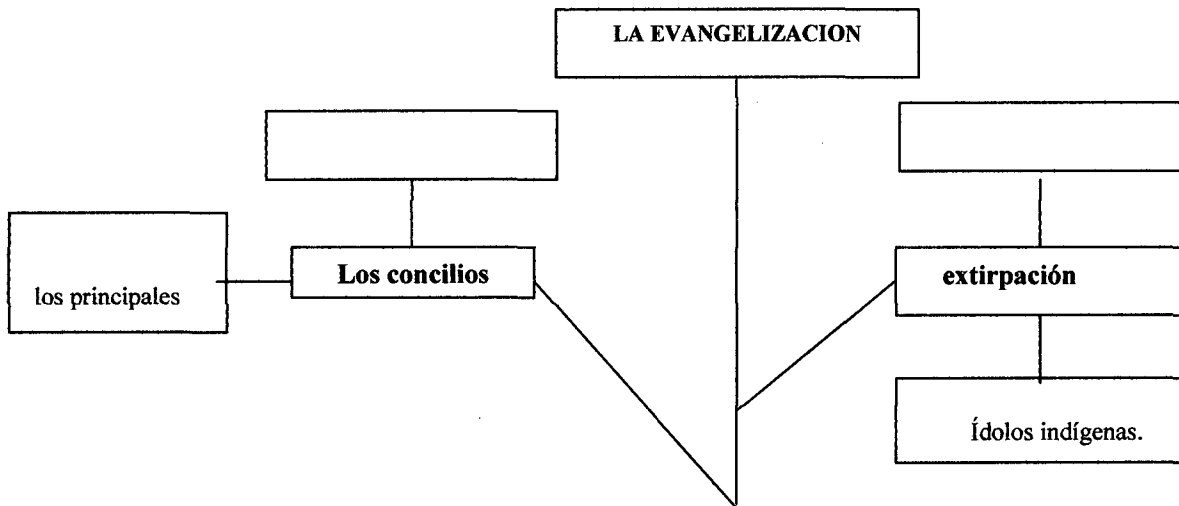 LA EVANGELIZACION
Los concilios
los principales
extirpación
Ídolos indígenas.